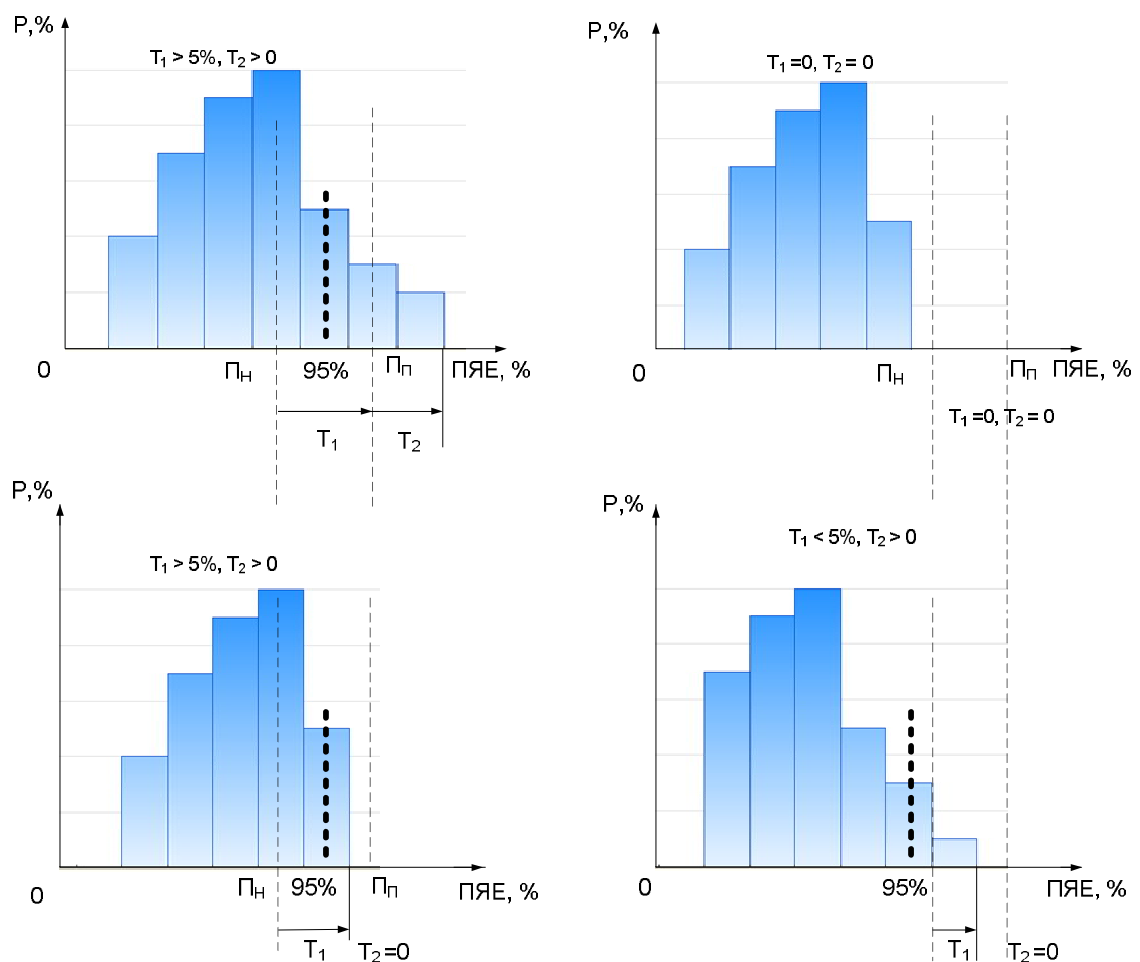 P,%
T₁ > 5%, T₂ > 0
0
Пн
95%
Пп
ПЯЕ, %
T₁
T₂
P,%
T₁ =0, T₂ = 0
0
Пн
Пп
ПЯЕ, %
T₁ =0, T₂ = 0
P,%
T₁ > 5%, T₂ > 0
0
Пн
95%
Пп
ПЯЕ, %
T₁
T₂ =0
P,%
T₁ < 5%, T₂ > 0
0
95%
ПЯЕ, %
T₁
T₂ =0